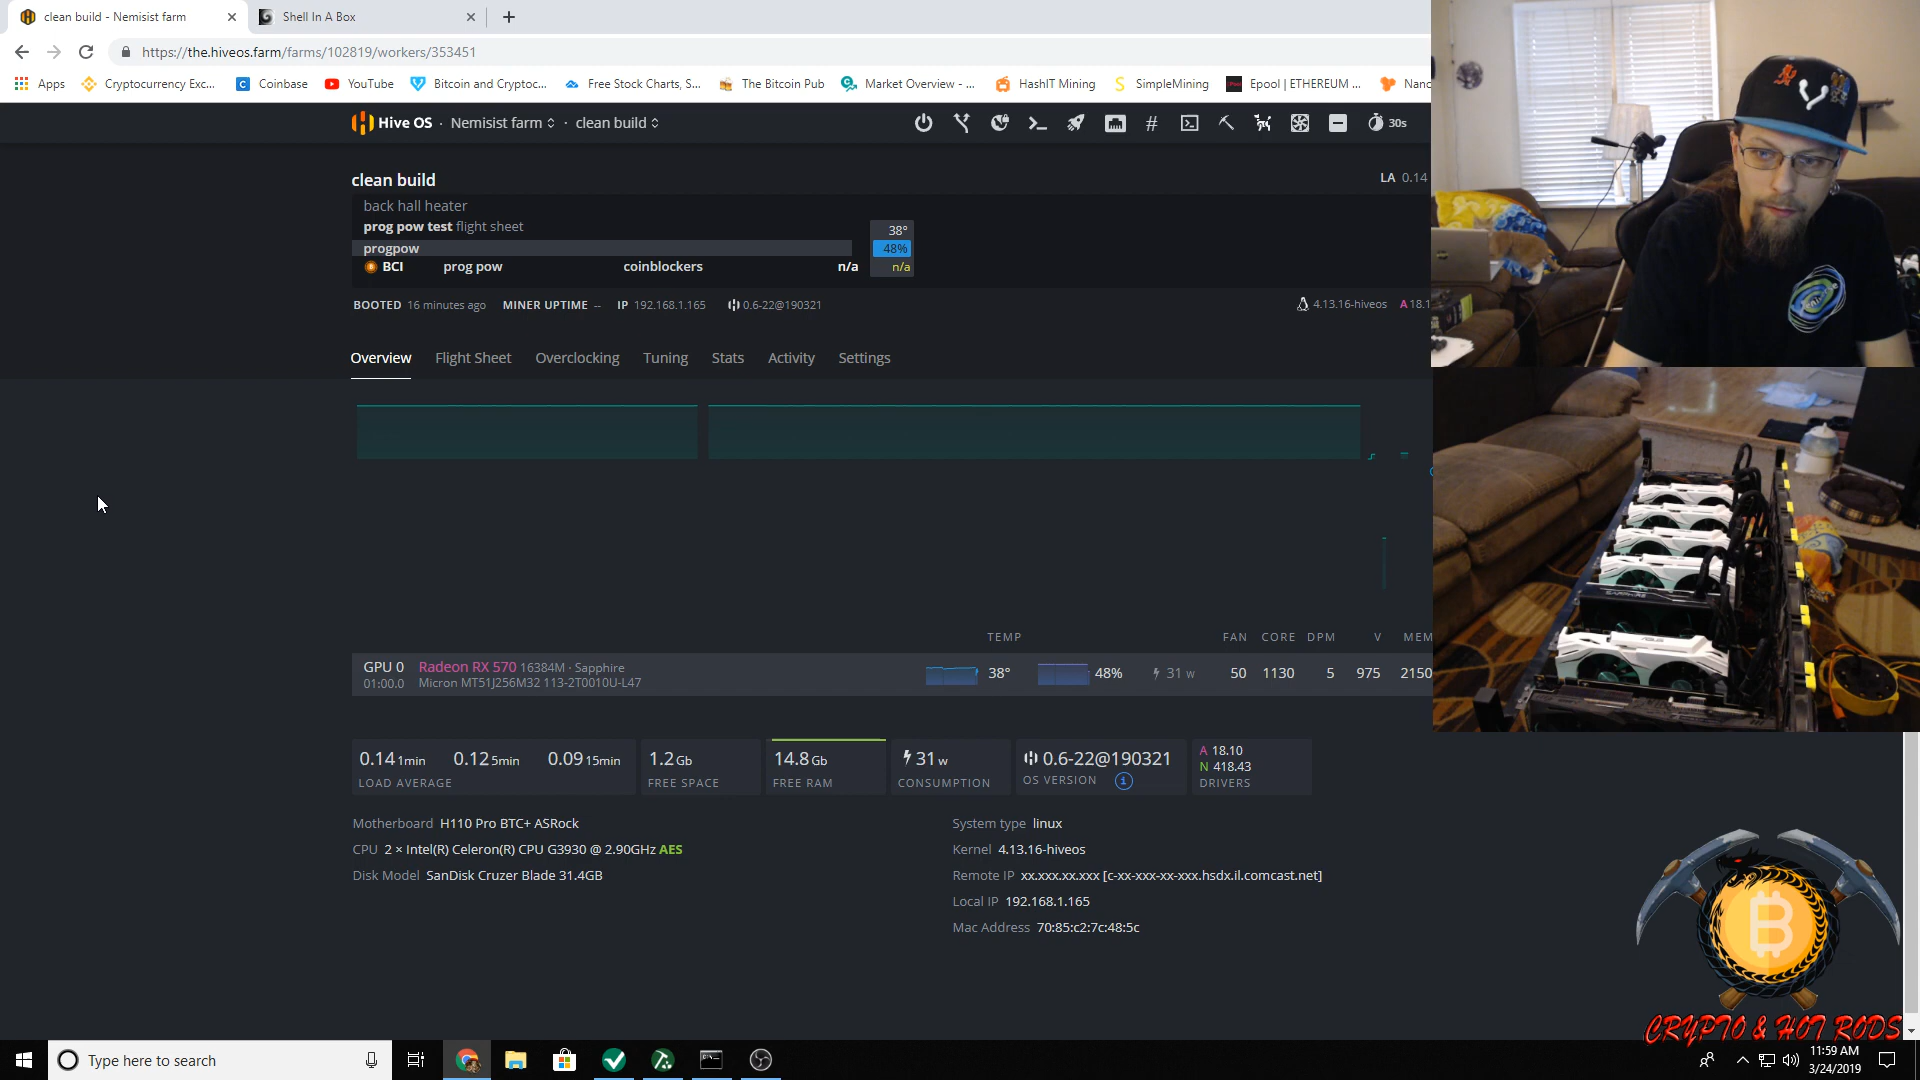 clean build - Nemisist farm
Shell In A Box
https://the.hiveos.farm/farms/102819/workers/353451
Apps
Cryptocurrency Exc...
Coinbase
YouTube
Bitcoin and Cryptoc...
Free Stock Charts, S...
The Bitcoin Pub
Market Overview - ...
HashIT Mining
SimpleMining
Epool | ETHEREUM ...
Nanc
Hive OS · Nemisist farm · clean build
30s
clean build
LA 0.14
back hall heater
prog pow test flight sheet
38°
progpow
48%
BCI prog pow coinblockers n/a
n/a
BOOTED 16 minutes ago MINER UPTIME -- IP 192.168.1.165 0.6-22@190321
4.13.16-hiveos A 18.1
Overview Flight Sheet Overclocking Tuning Stats Activity Settings
TEMP FAN CORE DPM V MEM
GPU 0 Radeon RX 570 16384M · Sapphire
38° 48% 31 w 50 1130 5 975 2150
01:00.0 Micron MT51J256M32 113-2T0010U-L47
0.14 1min 0.12 5min 0.09 15min
LOAD AVERAGE
1.2 Gb
FREE SPACE
14.8 Gb
FREE RAM
31 w
CONSUMPTION
0.6-22@190321
OS VERSION
A 18.10
N 418.43
DRIVERS
Motherboard H110 Pro BTC+ ASRock
CPU 2 × Intel(R) Celeron(R) CPU G3930 @ 2.90GHz AES
Disk Model SanDisk Cruzer Blade 31.4GB
System type linux
Kernel 4.13.16-hiveos
Remote IP xx.xxx.xx.xxx [c-xx-xxx-xx-xxx.hsdx.il.comcast.net]
Local IP 192.168.1.165
Mac Address 70:85:c2:7c:48:5c
SAPPHIRE
CRYPTO & HOT RODS
Type here to search
11:59 AM
3/24/2019